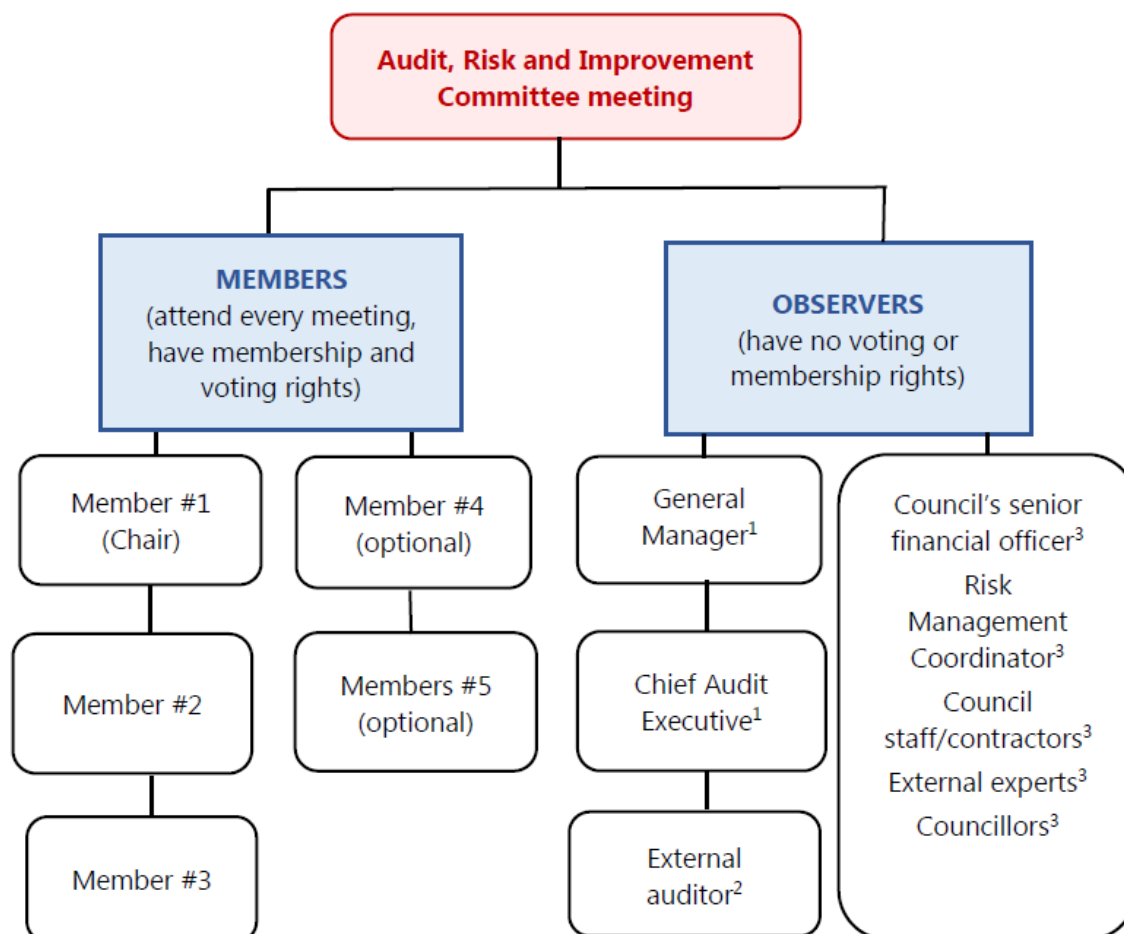 Audit, Risk and Improvement
Committee meeting
MEMBERS
(attend every meeting,
have membership and
voting rights)
OBSERVERS
(have no voting or
membership rights)
Member #1
(Chair)
Member #2
Member #3
Member #4
(optional)
Members #5
(optional)
General
Manager¹
Chief Audit
Executive¹
External
auditor²
Council’s senior
financial officer³
Risk
Management
Coordinator³
Council
staff/contractors³
External experts³
Councillors³